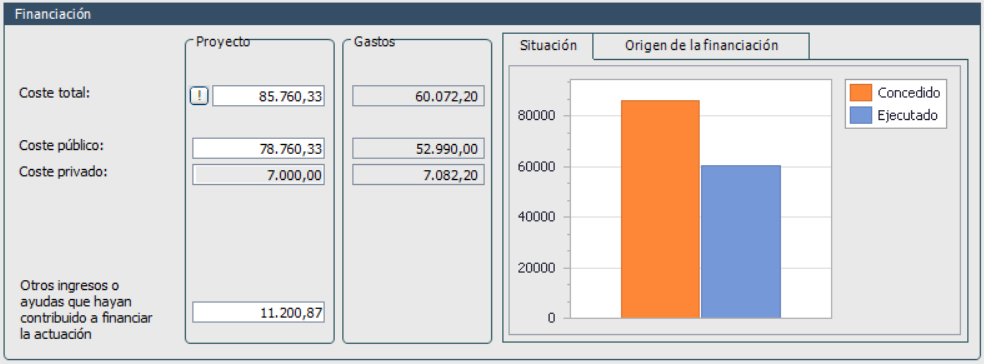 Financiación
Proyecto
Gastos
Situación
Origen de la financiación
Coste total:
!
85.760,33
60.072,20
Coste público:
78.760,33
52.990,00
Coste privado:
7.000,00
7.082,20
Otros ingresos o
ayudas que hayan
contribuido a financiar
la actuación
11.200,87
80000
60000
40000
20000
0
Concedido
Ejecutado